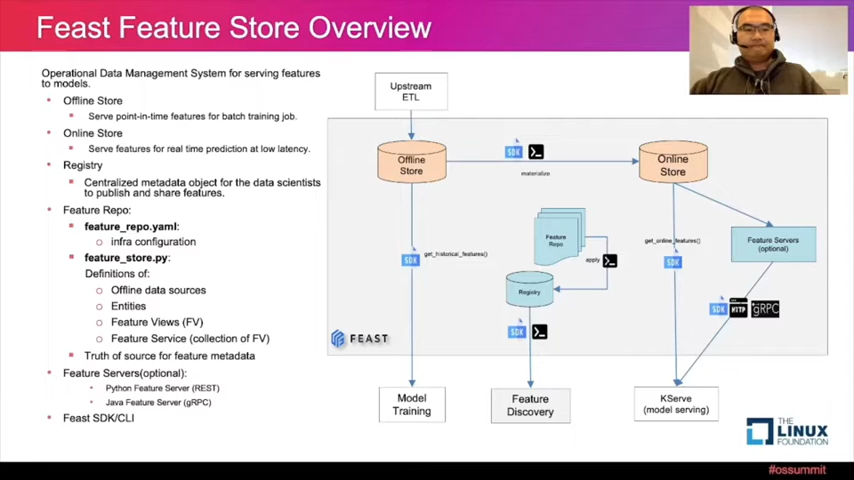 Feast Feature Store Overview
Operational Data Management System for serving features
to models.
• Offline Store
▪ Serve point-in-time features for batch training job.
• Online Store
▪ Serve features for real time prediction at low latency.
• Registry
▪ Centralized metadata object for the data scientists
to publish and share features.
• Feature Repo:
▪ feature_repo.yaml:
○ infra configuration
▪ feature_store.py:
Definitions of:
○ Offline data sources
○ Entities
○ Feature Views (FV)
○ Feature Service (collection of FV)
▪ Truth of source for feature metadata
• Feature Servers(optional):
• Python Feature Server (REST)
• Java Feature Server (gRPC)
• Feast SDK/CLI
Upstream
ETL
Offline
Store
SDK
materialize
Online
Store
SDK
get_historical_features()
Feature
Repo
apply
Registry
SDK
get_online_features()
SDK
Feature Servers
(optional)
SDK
HTTP
gRPC
FEAST
Model
Training
Feature
Discovery
KServe
(model serving)
THE
LINUX
FOUNDATION
#ossummit